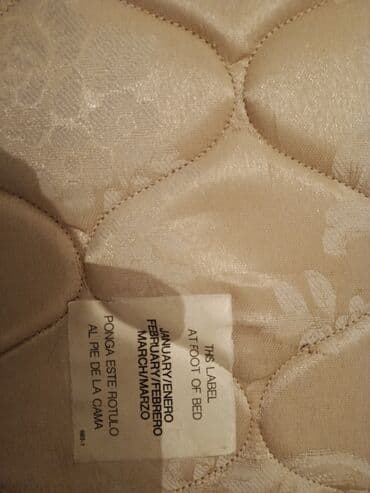 THIS LABEL
AT FOOT OF BED
JANUARY/ENERO
FEBRUARY/FEBRERO
MARCH/MARZO
PONGA ESTE ROTULO
AL PIE DE LA CAMA